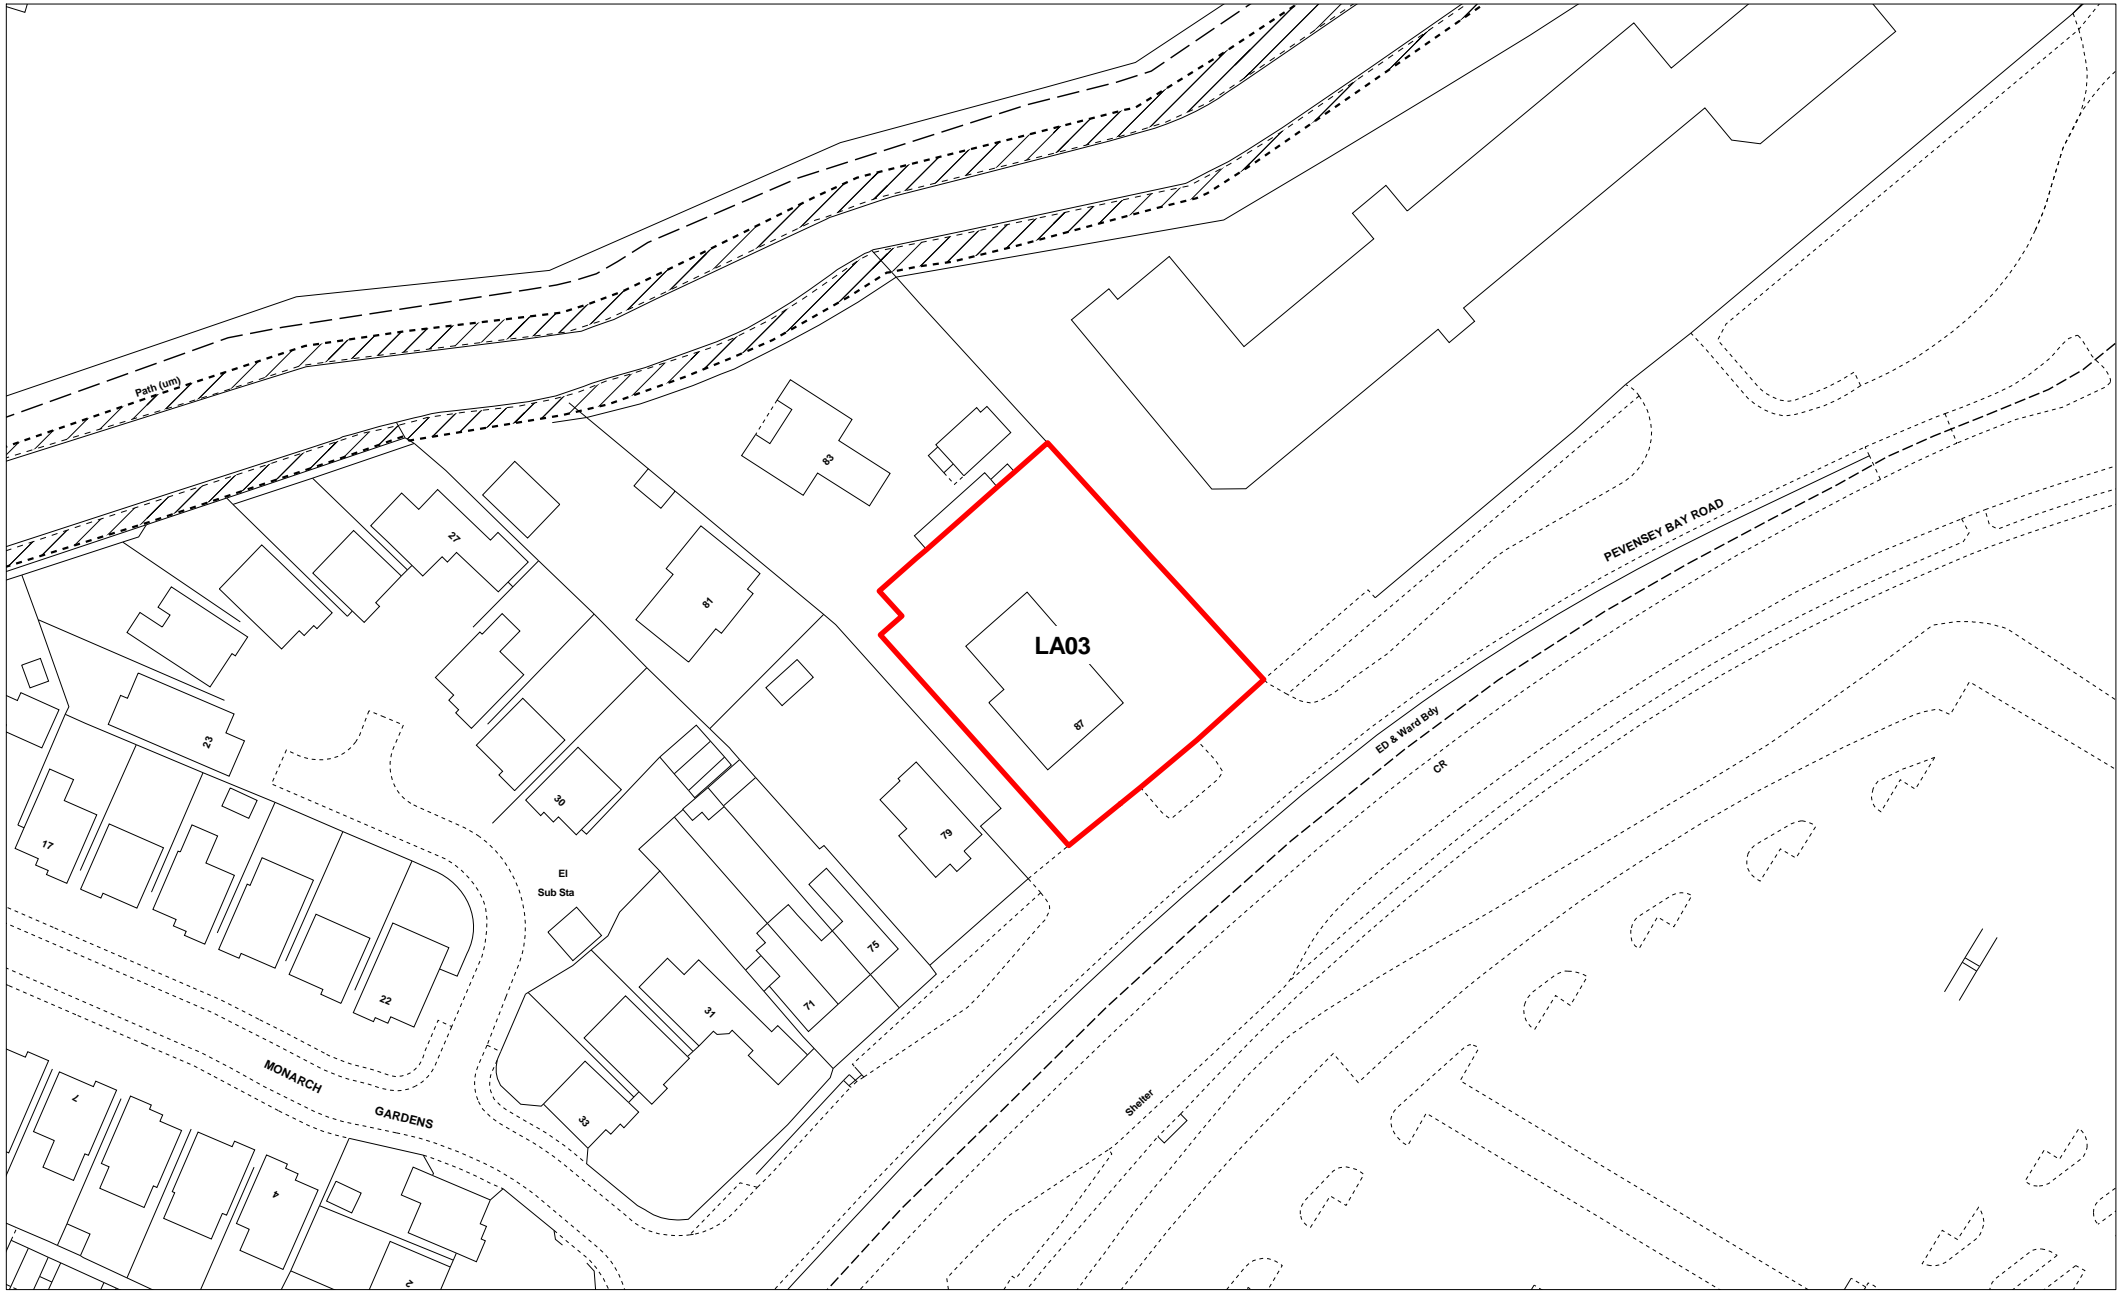 Path (um)
83
27
PEVENSEY BAY ROAD
81
LA03
87
ED & Ward Bdy
23
CR
30
79
17
El
Sub Sta
75
22
71
31
MONARCH
7
Shelter
GARDENS
33
4
2